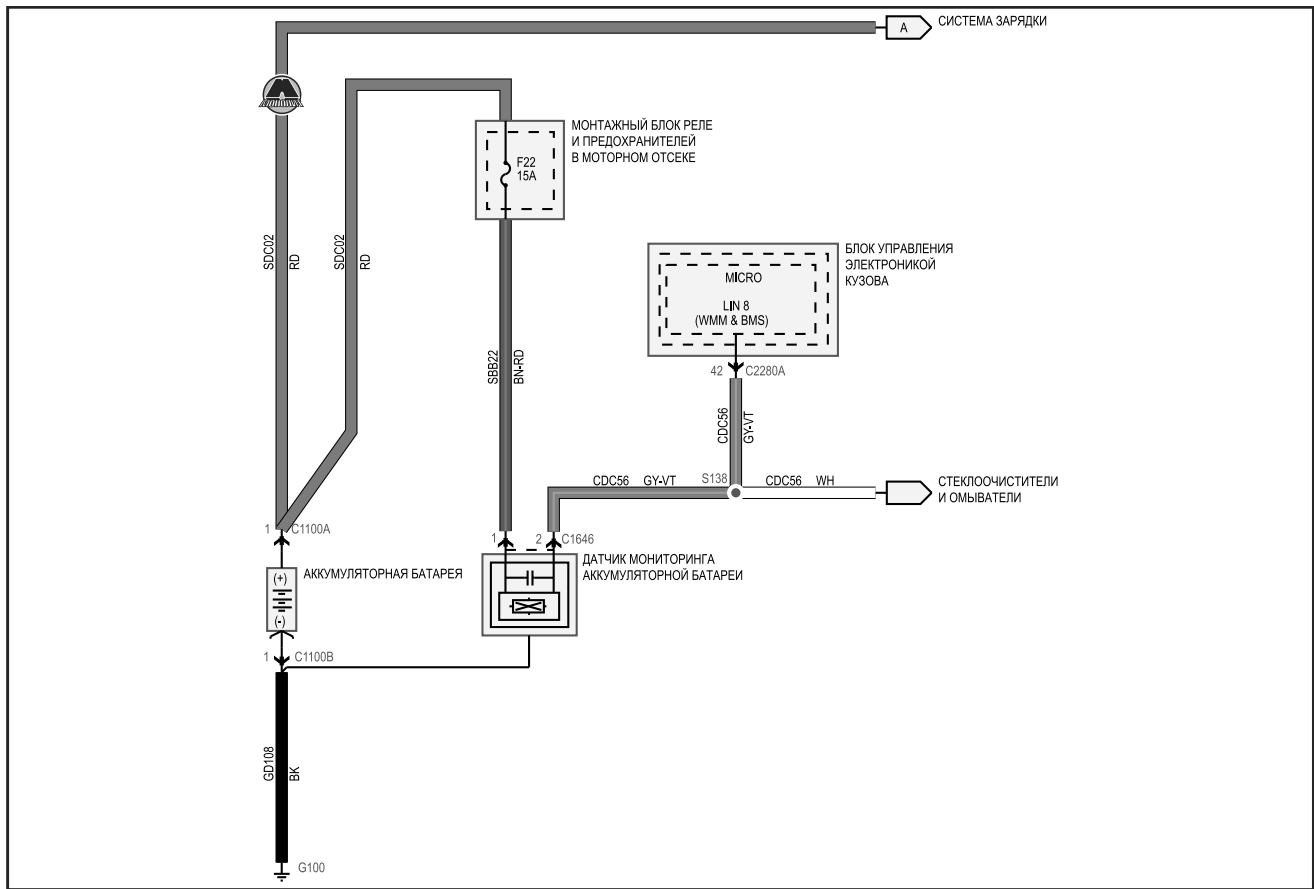 A
СИСТЕМА ЗАРЯДКИ
МОНТАЖНЫЙ БЛОК РЕЛЕ
И ПРЕДОХРАНИТЕЛЕЙ
В МОТОРНОМ ОТСЕКЕ
F22
15A
SDC02
RD
SDC02
RD
БЛОК УПРАВЛЕНИЯ
ЭЛЕКТРОНИКОЙ
КУЗОВА
MICRO
LIN 8
(WMM & BMS)
SBB22
BN-RD
42
C2280A
CDC56
GY-VT
CDC56
GY-VT
S138
CDC56
WH
СТЕКЛООЧИСТИТЕЛИ
И ОМЫВАТЕЛИ
1
C1100A
1
2
C1646
ДАТЧИК МОНИТОРИНГА
АККУМУЛЯТОРНОЙ БАТАРЕИ
АККУМУЛЯТОРНАЯ БАТАРЕЯ
(+)
(-)
1
C1100B
GD108
BK
G100